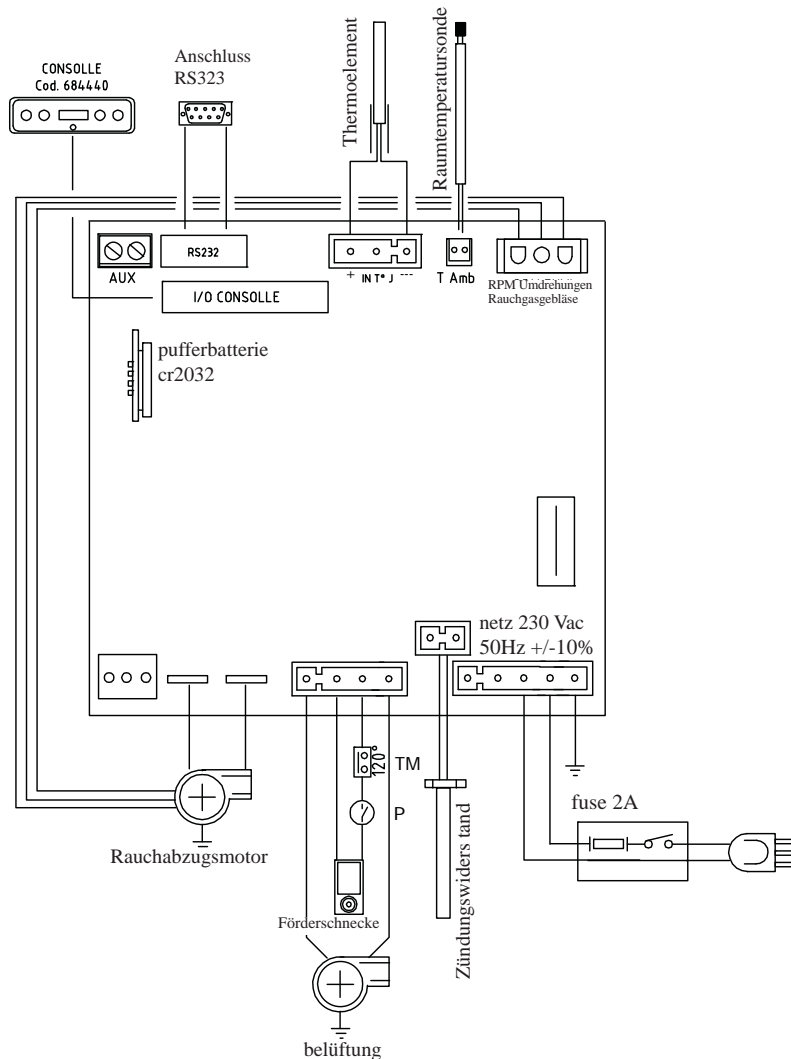 CONSOLLE
Cod. 684440
Anschluss
RS323
Thermoelement
Raumtemperatursonde
AUX
RS232
+ IN T° J ---
T Amb
RPM Umdrehungen
Rauchgasgebläse
I/O CONSOLLE
pufferbatterie
cr2032
netz 230 Vac
50Hz +/-10%
120°
TM
P
fuse 2A
Rauchabzugsmotor
Förderschnecke
Zündungswiders tand
belüftung